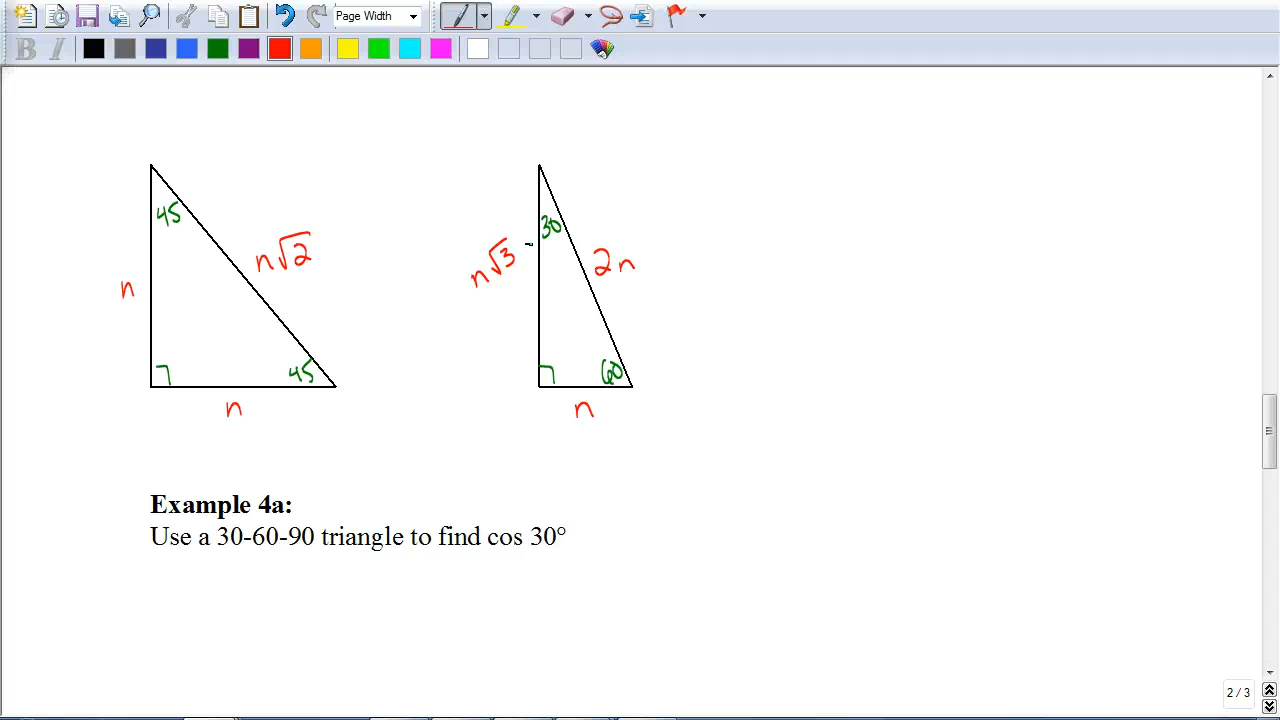 Page Width
B I
45
n
n√2
45
n
30
n√3
2n
60
n
Example 4a:
Use a 30-60-90 triangle to find cos 30°
2 / 3